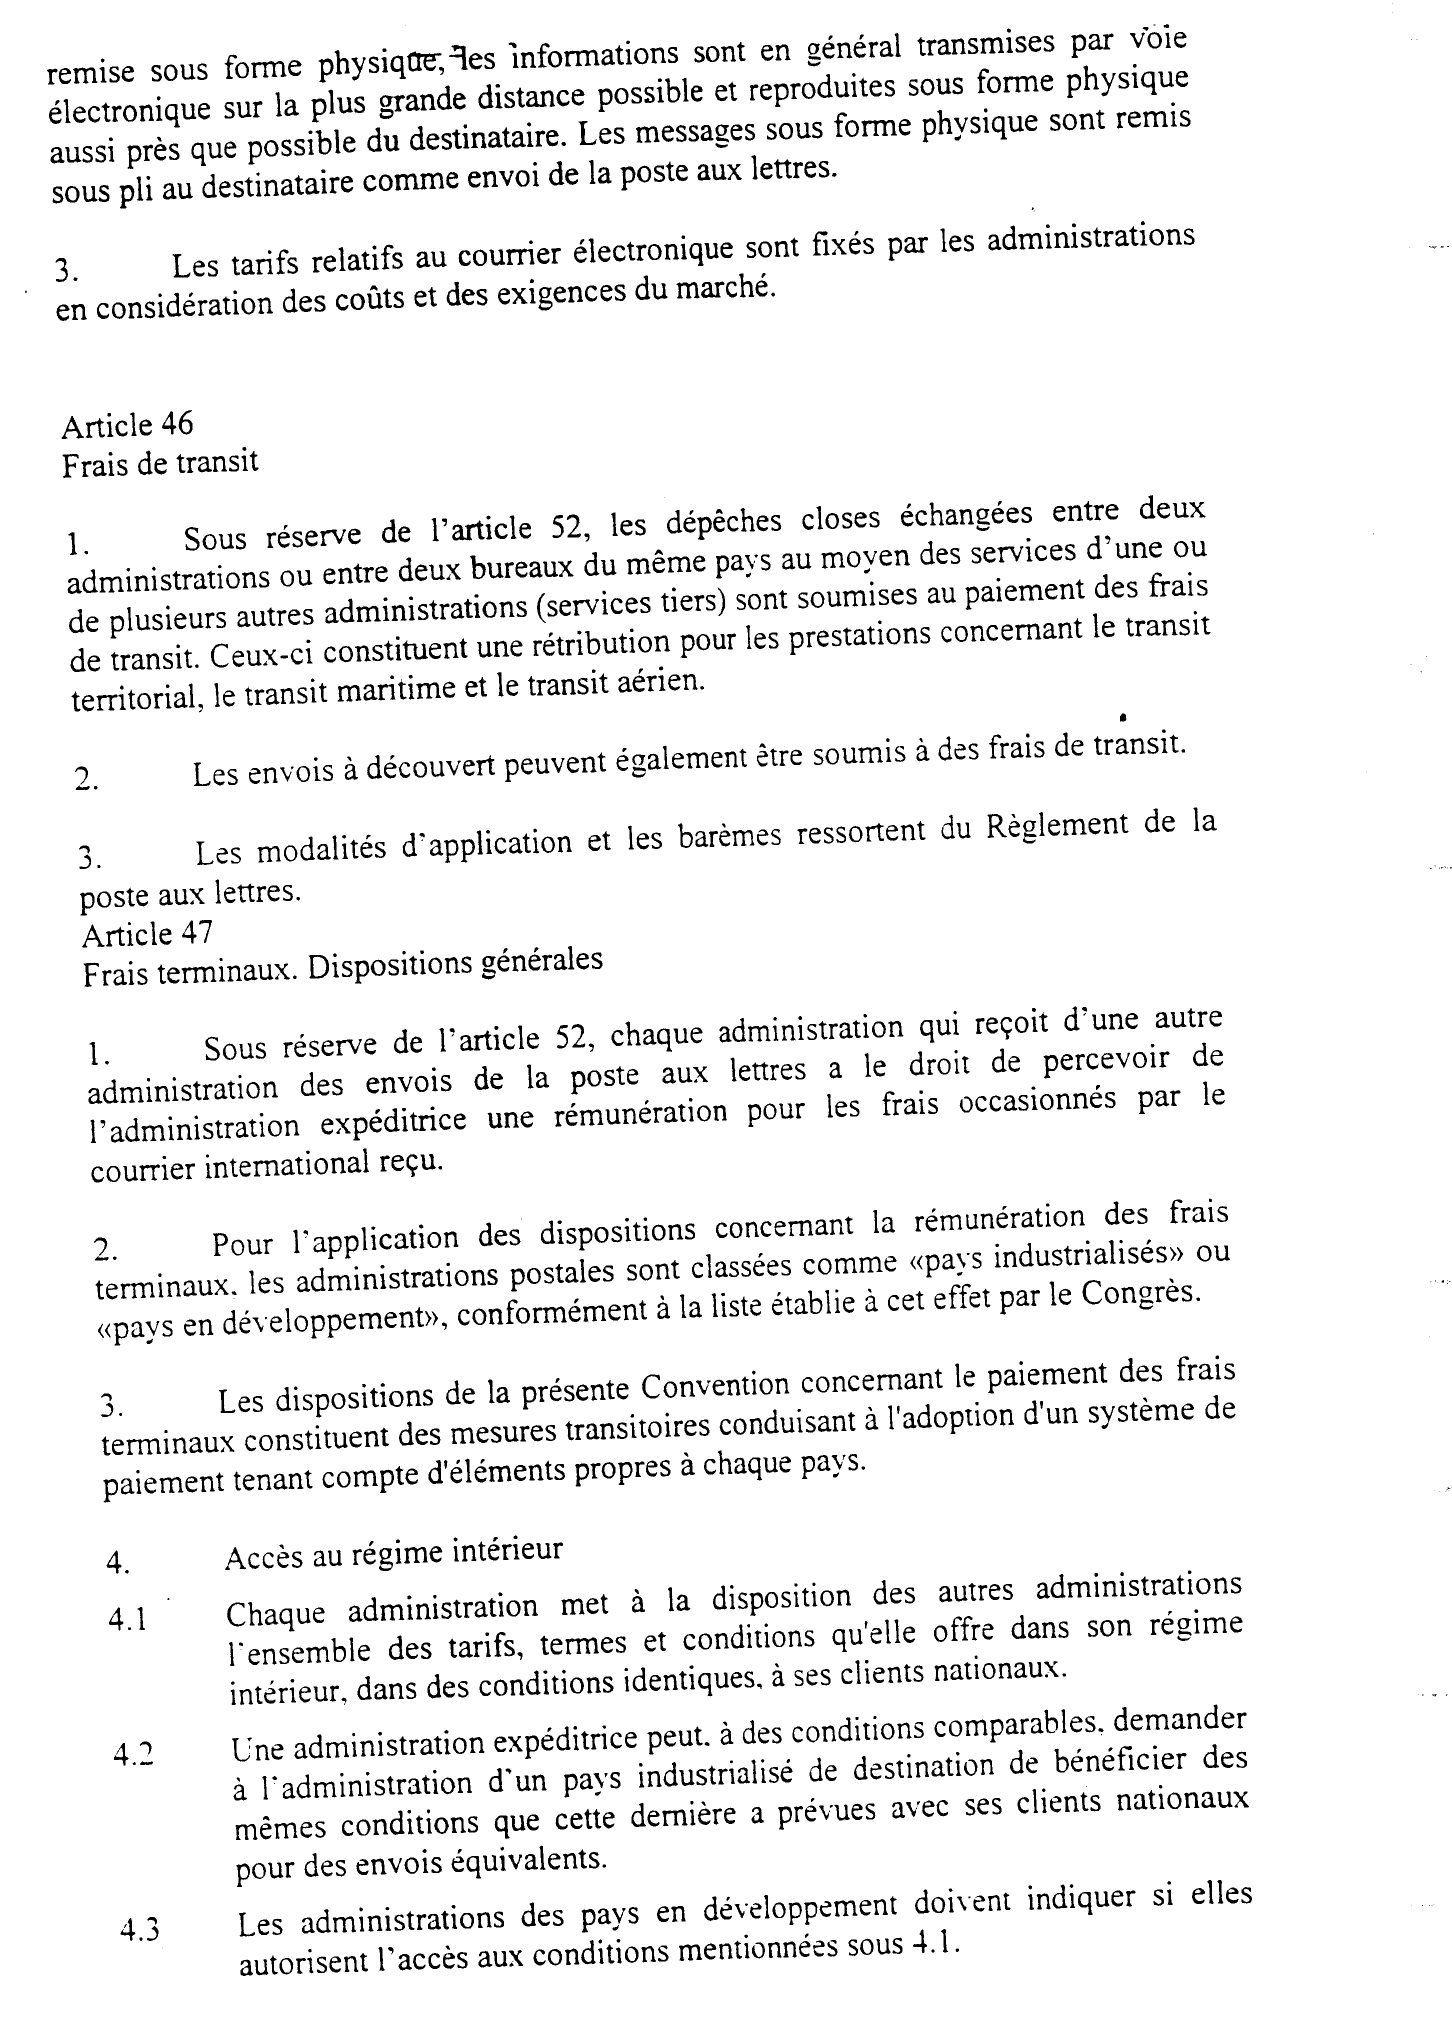 remise sous forme physique, les informations sont en général transmises par voie
électronique sur la plus grande distance possible et reproduites sous forme physique
aussi près que possible du destinataire. Les messages sous forme physique sont remis
sous pli au destinataire comme envoi de la poste aux lettres.
3. Les tarifs relatifs au courrier électronique sont fixés par les administrations
en considération des coûts et des exigences du marché.
Article 46
Frais de transit
1. Sous réserve de l'article 52, les dépêches closes échangées entre deux
administrations ou entre deux bureaux du même pays au moyen des services d'une ou
de plusieurs autres administrations (services tiers) sont soumises au paiement des frais
de transit. Ceux-ci constituent une rétribution pour les prestations concernant le transit
territorial, le transit maritime et le transit aérien.
2. Les envois à découvert peuvent également être soumis à des frais de transit.
3. Les modalités d'application et les barèmes ressortent du Règlement de la
poste aux lettres.
Article 47
Frais terminaux. Dispositions générales
1. Sous réserve de l'article 52, chaque administration qui reçoit d'une autre
administration des envois de la poste aux lettres a le droit de percevoir de
l'administration expéditrice une rémunération pour les frais occasionnés par le
courrier international reçu.
2. Pour l'application des dispositions concernant la rémunération des frais
terminaux, les administrations postales sont classées comme «pays industrialisés» ou
«pays en développement», conformément à la liste établie à cet effet par le Congrès.
3. Les dispositions de la présente Convention concernant le paiement des frais
terminaux constituent des mesures transitoires conduisant à l'adoption d'un système de
paiement tenant compte d'éléments propres à chaque pays.
4. Accès au régime intérieur
4.1 Chaque administration met à la disposition des autres administrations
l'ensemble des tarifs, termes et conditions qu'elle offre dans son régime
intérieur, dans des conditions identiques, à ses clients nationaux.
4.2 Une administration expéditrice peut, à des conditions comparables, demander
à l'administration d'un pays industrialisé de destination de bénéficier des
mêmes conditions que cette dernière a prévues avec ses clients nationaux
pour des envois équivalents.
4.3 Les administrations des pays en développement doivent indiquer si elles
autorisent l'accès aux conditions mentionnées sous 4.1.